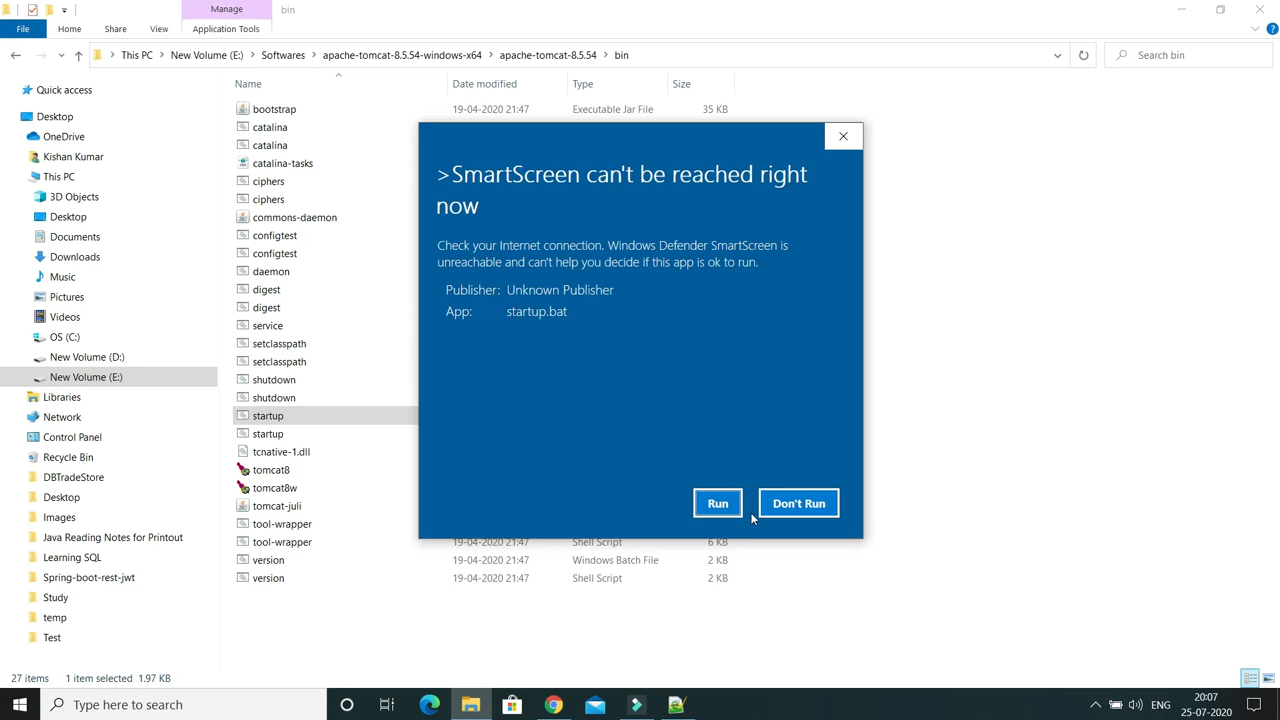 Manage
bin
File
Home
Share
View
Application Tools
This PC
New Volume (E:)
Softwares
apache-tomcat-8.5.54-windows-x64
apache-tomcat-8.5.54
bin
Search bin
Name
Date modified
Type
Size
Quick access
Desktop
OneDrive
Kishan Kumar
This PC
3D Objects
Desktop
Documents
Downloads
Music
Pictures
Videos
OS (C:)
New Volume (D:)
New Volume (E:)
Libraries
Network
Control Panel
Recycle Bin
DBTradeStore
Desktop
Images
Java Reading Notes for Printout
Learning SQL
Spring-boot-rest-jwt
Study
temp
Test
bootstrap 19-04-2020 21:47 Executable Jar File 35 KB
catalina
catalina
catalina-tasks
ciphers
ciphers
commons-daemon
configtest
configtest
daemon
digest
digest
service
setclasspath
setclasspath
shutdown
shutdown
startup
startup
tcnative-1.dll
tomcat8
tomcat8w
tomcat-juli
tool-wrapper
tool-wrapper 19-04-2020 21:47 Shell Script 6 KB
version 19-04-2020 21:47 Windows Batch File 2 KB
version 19-04-2020 21:47 Shell Script 2 KB
>SmartScreen can't be reached right
now
Check your Internet connection. Windows Defender SmartScreen is
unreachable and can't help you decide if this app is ok to run.
Publisher: Unknown Publisher
App: startup.bat
Run
Don't Run
27 items
1 item selected 1.97 KB
Type here to search
ENG
20:07
25-07-2020